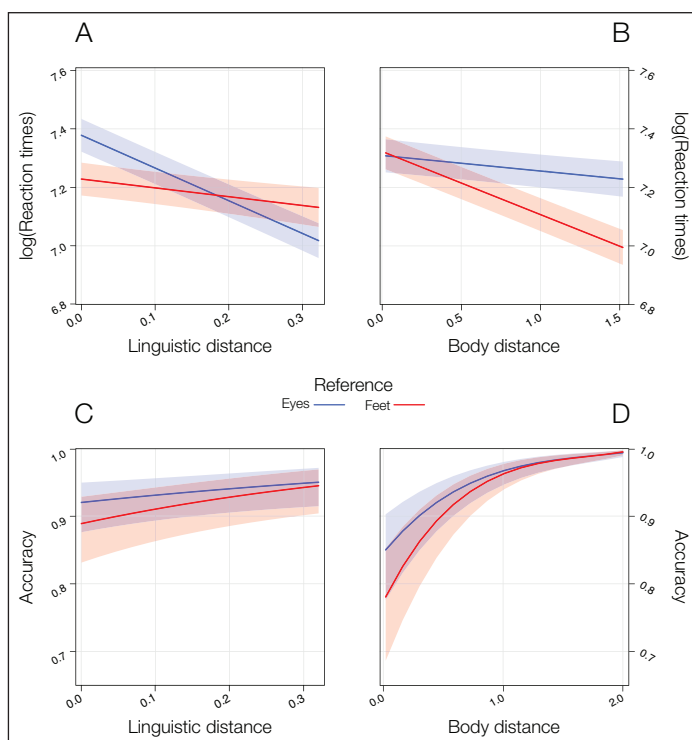 A
B
7.6
7.4
7.2
7.0
6.8
log(Reaction times)
0.0
0.1
0.2
0.3
Linguistic distance
7.6
7.4
7.2
7.0
6.8
log(Reaction times)
0.0
0.5
1.0
1.5
Body distance
Reference
Eyes
Feet
C
D
1.0
0.9
0.8
0.7
Accuracy
0.0
0.1
0.2
0.3
Linguistic distance
1.0
0.9
0.8
0.7
Accuracy
0.0
1.0
2.0
Body distance